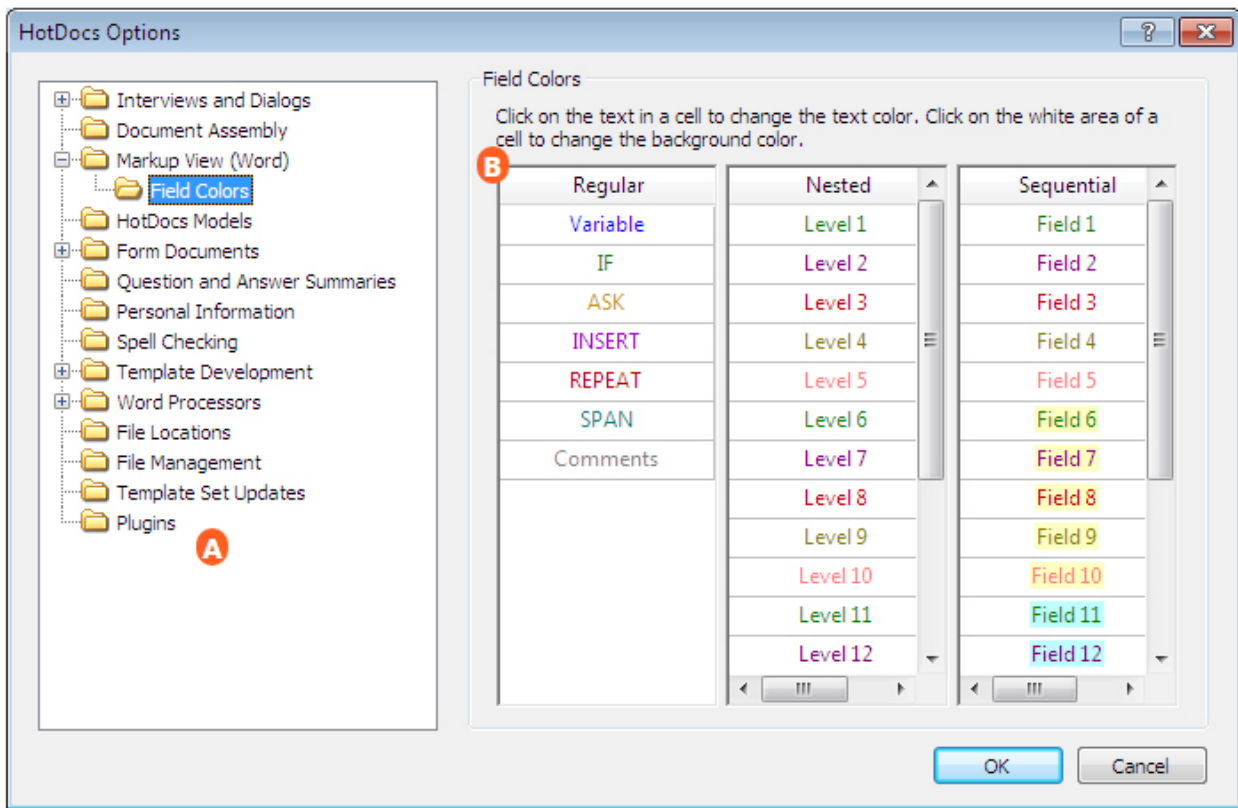 HotDocs Options
Interviews and Dialogs
Document Assembly
Markup View (Word)
Field Colors
HotDocs Models
Form Documents
Question and Answer Summaries
Personal Information
Spell Checking
Template Development
Word Processors
File Locations
File Management
Template Set Updates
Plugins
A
Field Colors
Click on the text in a cell to change the text color. Click on the white area of a
cell to change the background color.
B
Regular
Variable
IF
ASK
INSERT
REPEAT
SPAN
Comments
Nested
Level 1
Level 2
Level 3
Level 4
Level 5
Level 6
Level 7
Level 8
Level 9
Level 10
Level 11
Level 12
Sequential
Field 1
Field 2
Field 3
Field 4
Field 5
Field 6
Field 7
Field 8
Field 9
Field 10
Field 11
Field 12
OK
Cancel